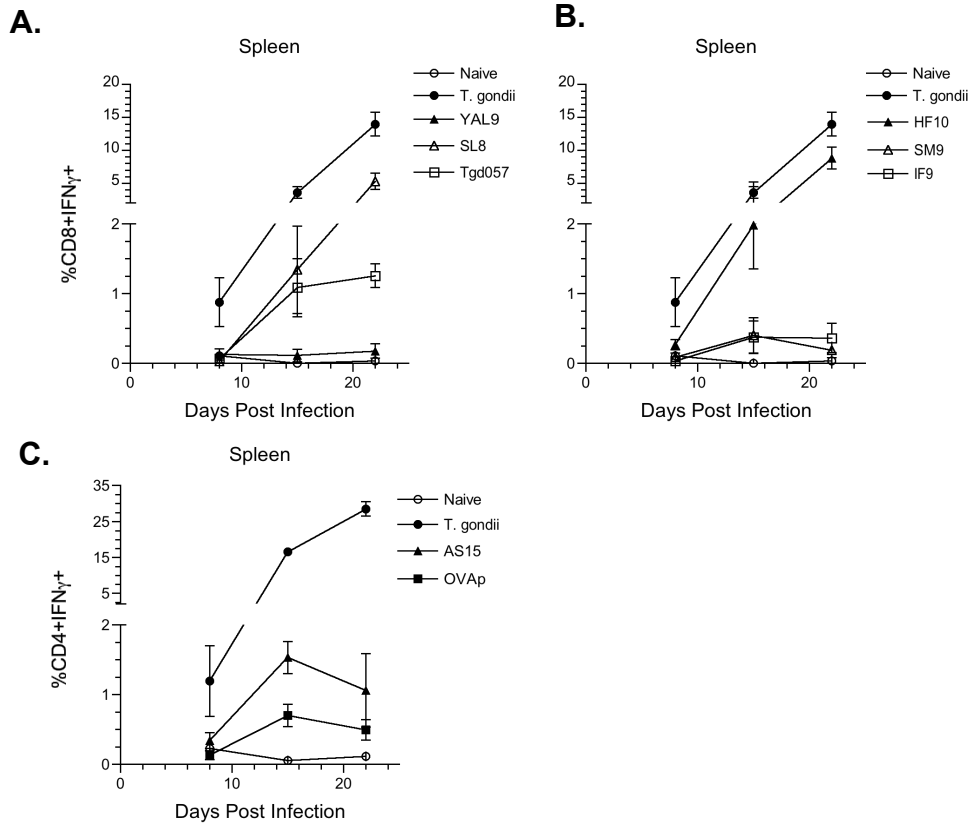 A.
Spleen
%CD8+IFNγ+
20
15
10
5
2
1
0
0 10 20
Days Post Infection
Naive
T. gondii
YAL9
SL8
Tgd057
B.
Spleen
20
15
10
5
2
1
0
0 10 20
Days Post Infection
Naive
T. gondii
HF10
SM9
IF9
C.
Spleen
%CD4+IFNγ+
35
25
15
5
2
1
0
0 10 20
Days Post Infection
Naive
T. gondii
AS15
OVAp